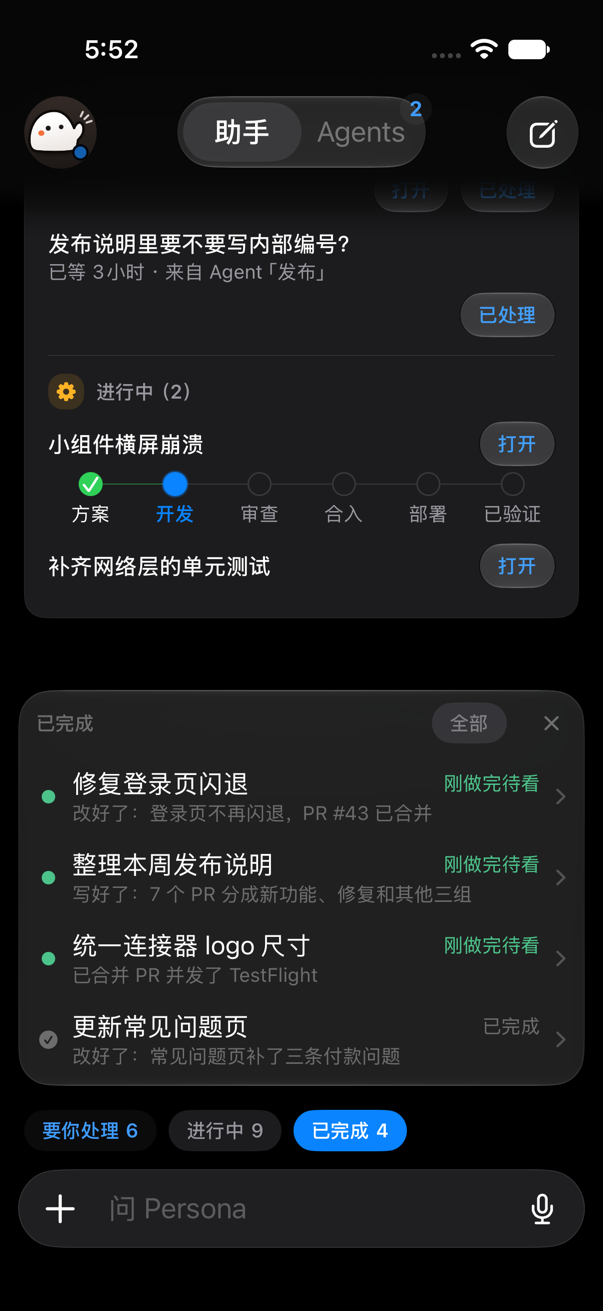 5:52
助手
Agents
2
打开
已处理
发布说明里要不要写内部编号?
已等 3小时 · 来自 Agent「发布」
已处理
进行中（2）
小组件横屏崩溃
打开
方案
开发
审查
合入
部署
已验证
补齐网络层的单元测试
打开
已完成
全部
修复登录页闪退
刚做完待看
改好了：登录页不再闪退，PR #43 已合并
整理本周发布说明
刚做完待看
写好了：7 个 PR 分成新功能、修复和其他三组
统一连接器 logo 尺寸
刚做完待看
已合并 PR 并发了 TestFlight
更新常见问题页
已完成
改好了：常见问题页补了三条付款问题
要你处理 6
进行中 9
已完成 4
问 Persona